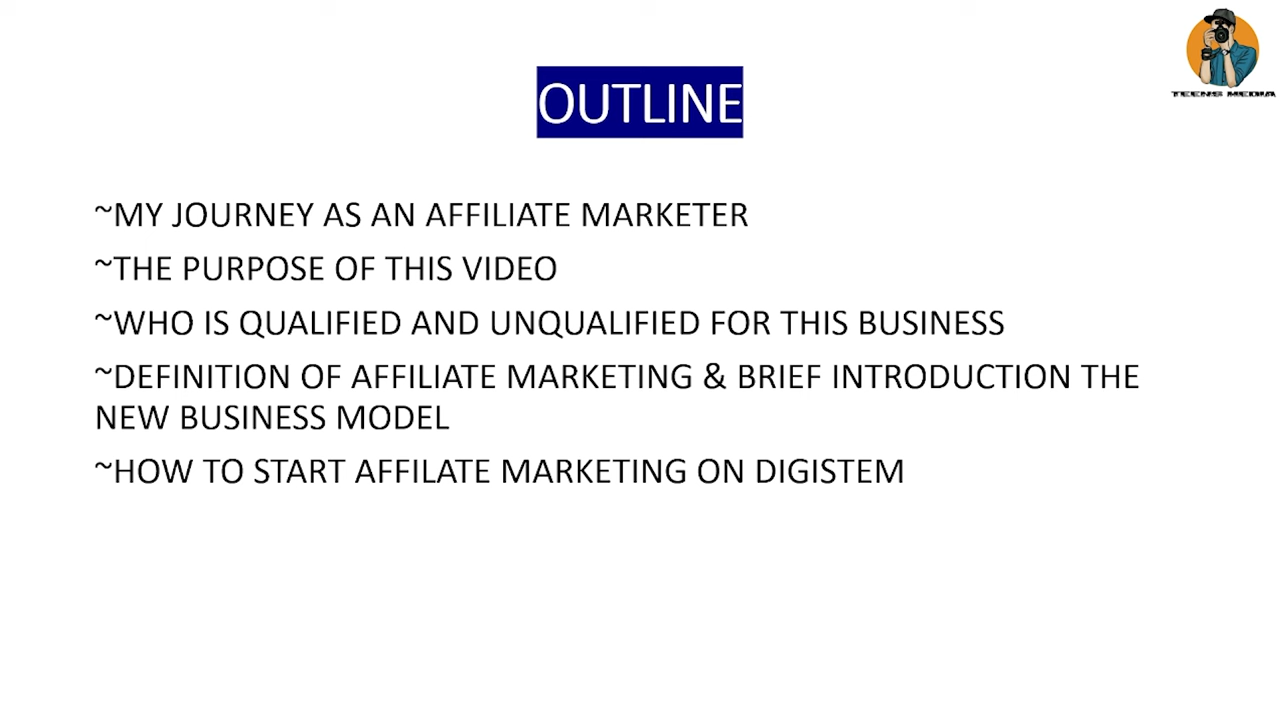 TEENS MEDIA
OUTLINE
~MY JOURNEY AS AN AFFILIATE MARKETER
~THE PURPOSE OF THIS VIDEO
~WHO IS QUALIFIED AND UNQUALIFIED FOR THIS BUSINESS
~DEFINITION OF AFFILIATE MARKETING & BRIEF INTRODUCTION THE
NEW BUSINESS MODEL
~HOW TO START AFFILATE MARKETING ON DIGISTEM